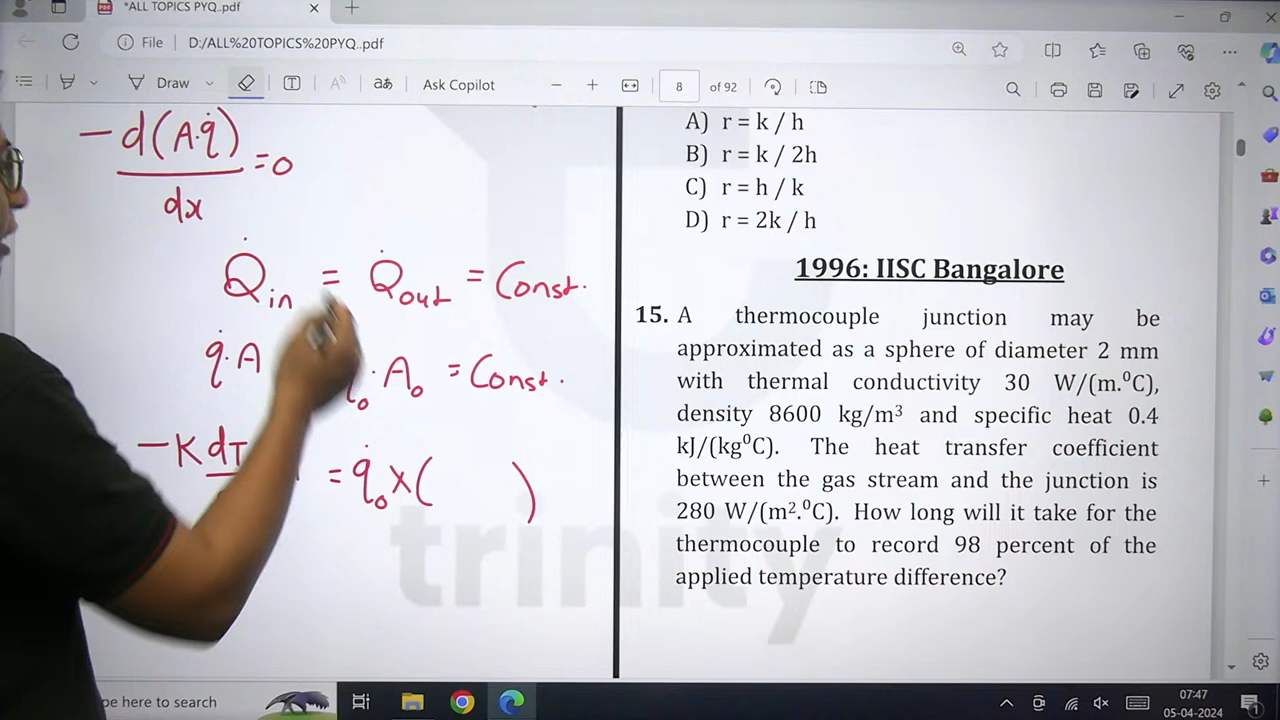 *ALL TOPICS PYQ..pdf
File D:/ALL%20TOPICS%20PYQ..pdf
Draw Ask Copilot 8 of 92
-d(A·q̇)/dx = 0
Q̇in = Q̇out = Const.
q̇·A ·A₀ = Const.
-K dT = q̇₀ × ( )
A) r = k / h
B) r = k / 2h
C) r = h / k
D) r = 2k / h
1996: IISC Bangalore
15. A thermocouple junction may be
approximated as a sphere of diameter 2 mm
with thermal conductivity 30 W/(m.⁰C),
density 8600 kg/m³ and specific heat 0.4
kJ/(kg⁰C). The heat transfer coefficient
between the gas stream and the junction is
280 W/(m².⁰C). How long will it take for the
thermocouple to record 98 percent of the
applied temperature difference?
trinity
pe here to search
07:47
05-04-2024